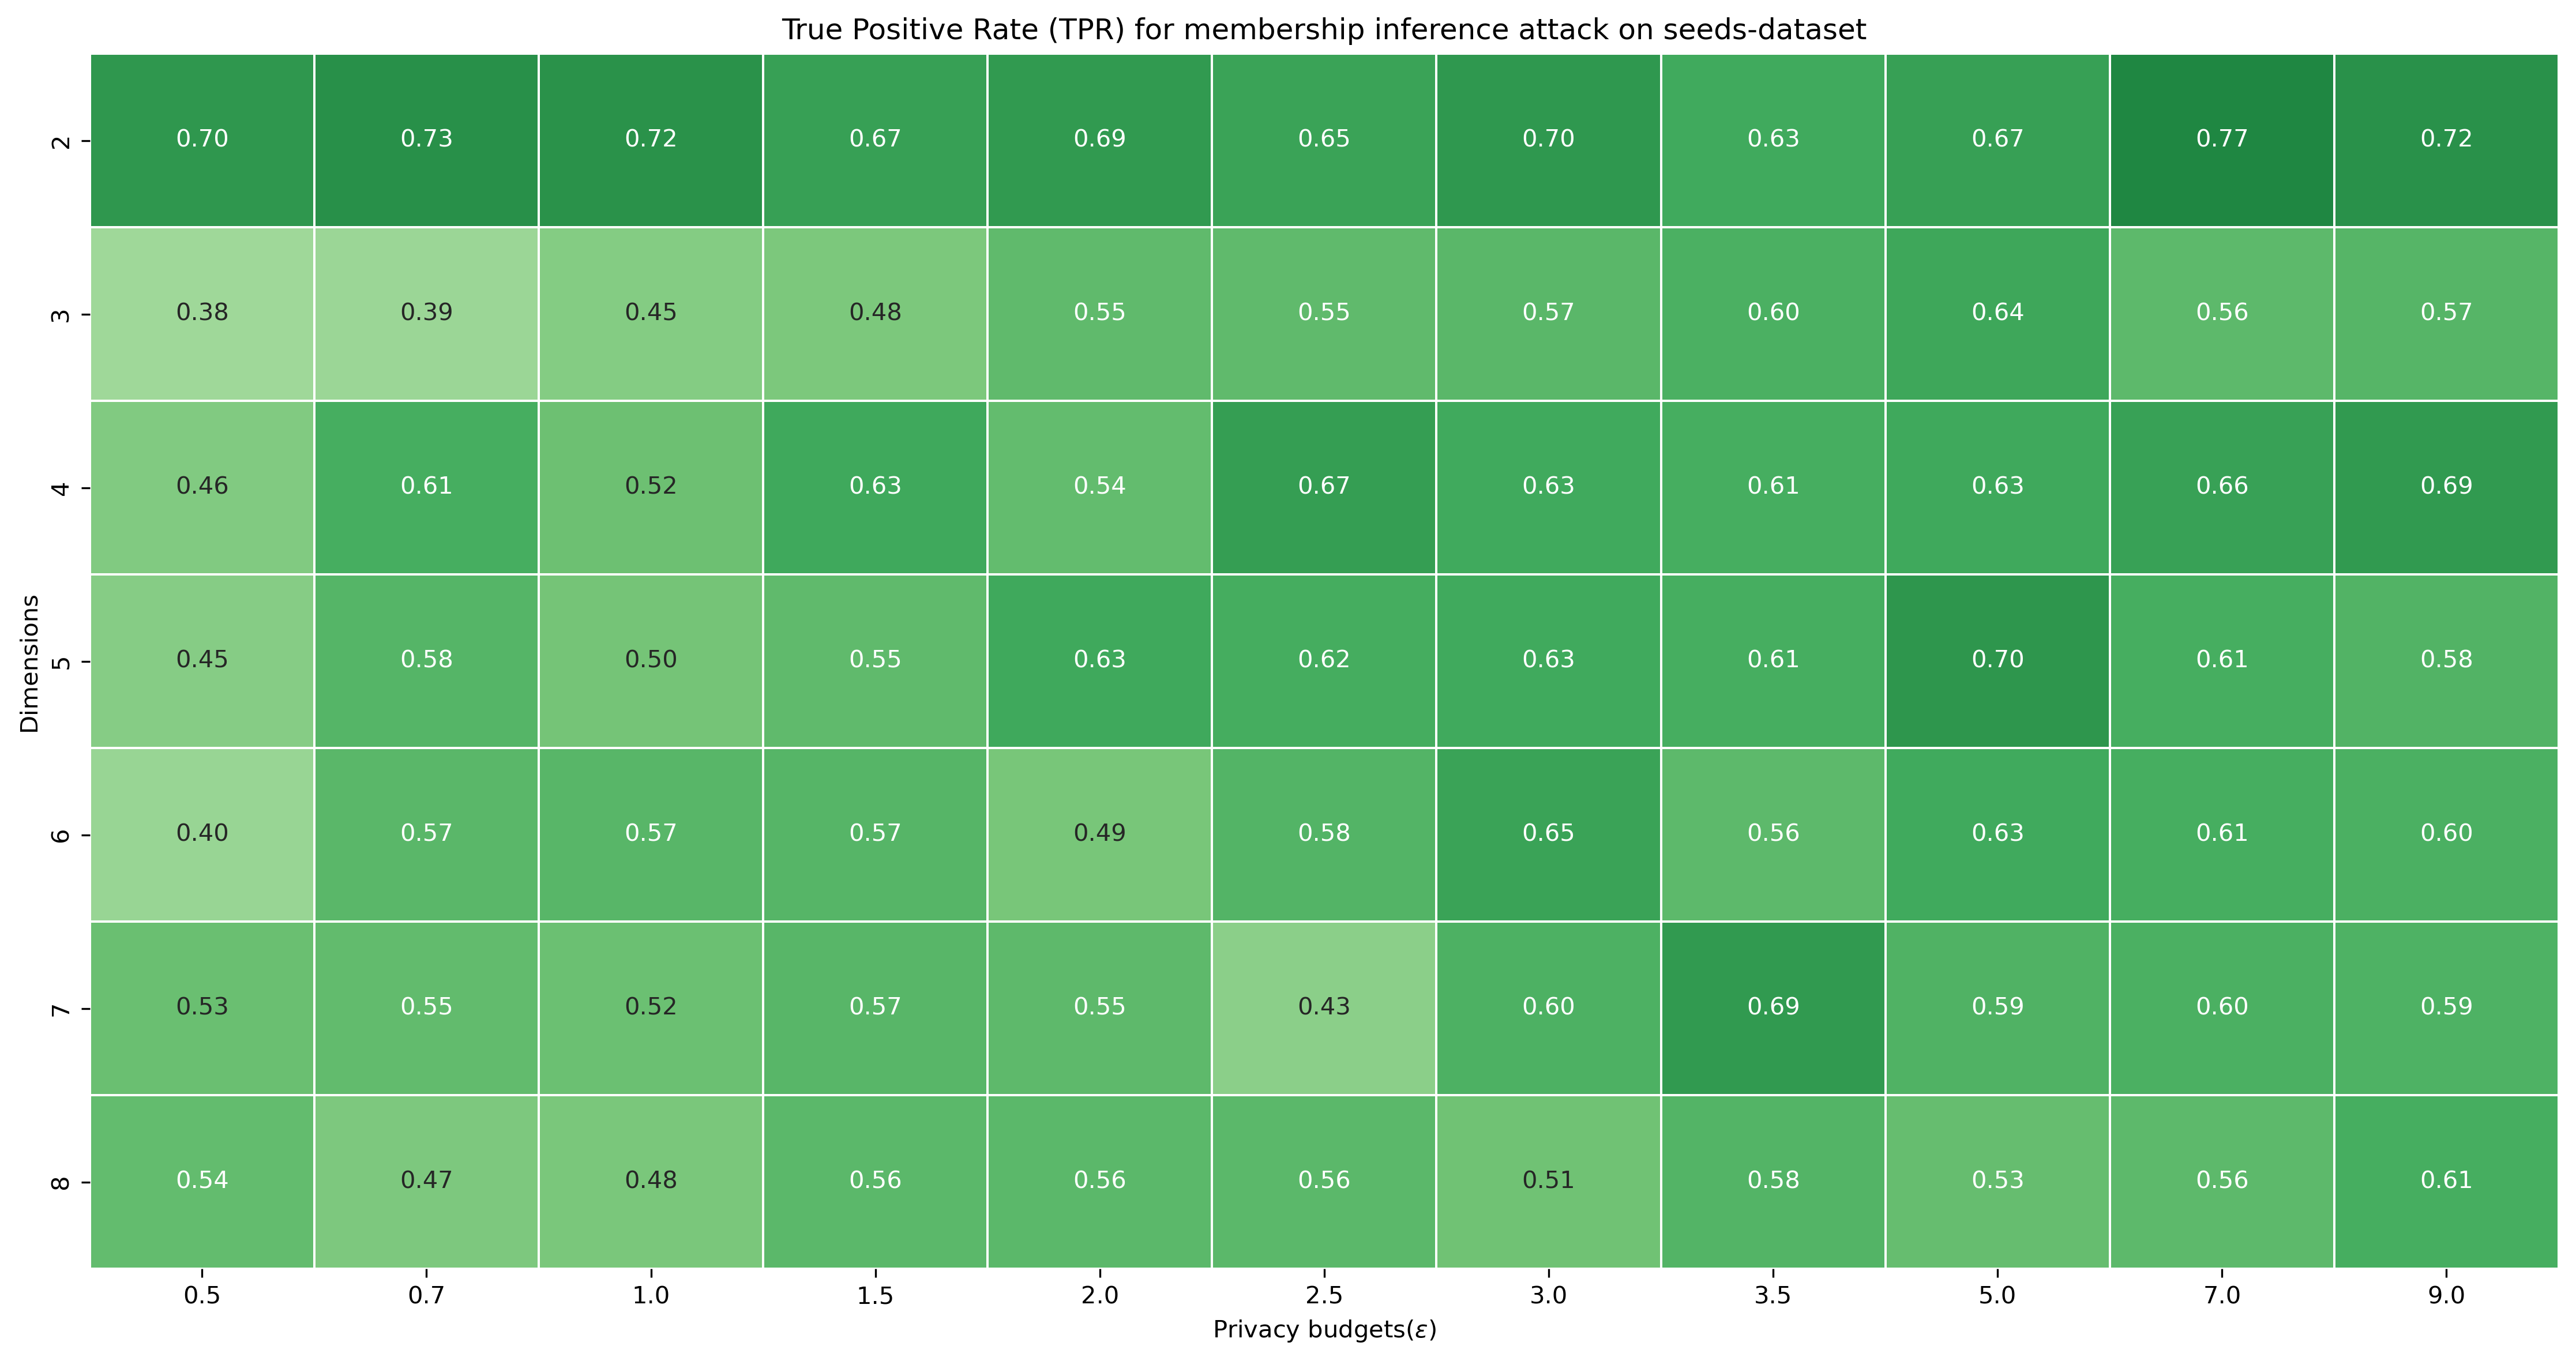 True Positive Rate (TPR) for membership inference attack on seeds-dataset
2 0.70 0.73 0.72 0.67 0.69 0.65 0.70 0.63 0.67 0.77 0.72
3 0.38 0.39 0.45 0.48 0.55 0.55 0.57 0.60 0.64 0.56 0.57
4 0.46 0.61 0.52 0.63 0.54 0.67 0.63 0.61 0.63 0.66 0.69
5 0.45 0.58 0.50 0.55 0.63 0.62 0.63 0.61 0.70 0.61 0.58
6 0.40 0.57 0.57 0.57 0.49 0.58 0.65 0.56 0.63 0.61 0.60
7 0.53 0.55 0.52 0.57 0.55 0.43 0.60 0.69 0.59 0.60 0.59
8 0.54 0.47 0.48 0.56 0.56 0.56 0.51 0.58 0.53 0.56 0.61
Dimensions
0.5 0.7 1.0 1.5 2.0 2.5 3.0 3.5 5.0 7.0 9.0
Privacy budgets(ε)